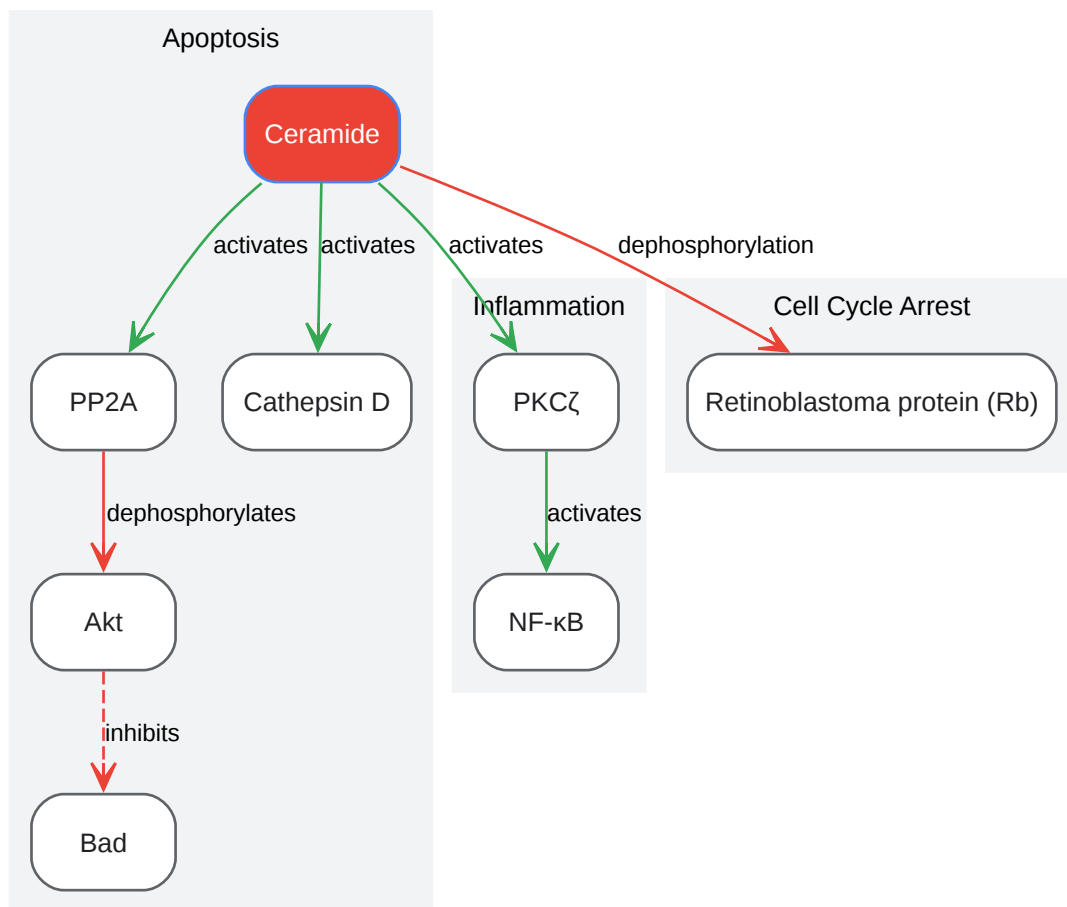 Apoptosis
Ceramide
activates
activates
activates
dephosphorylation
Inflammation
Cell Cycle Arrest
PP2A
Cathepsin D
PKCζ
Retinoblastoma protein (Rb)
dephosphorylates
activates
Akt
NF-κB
inhibits
Bad